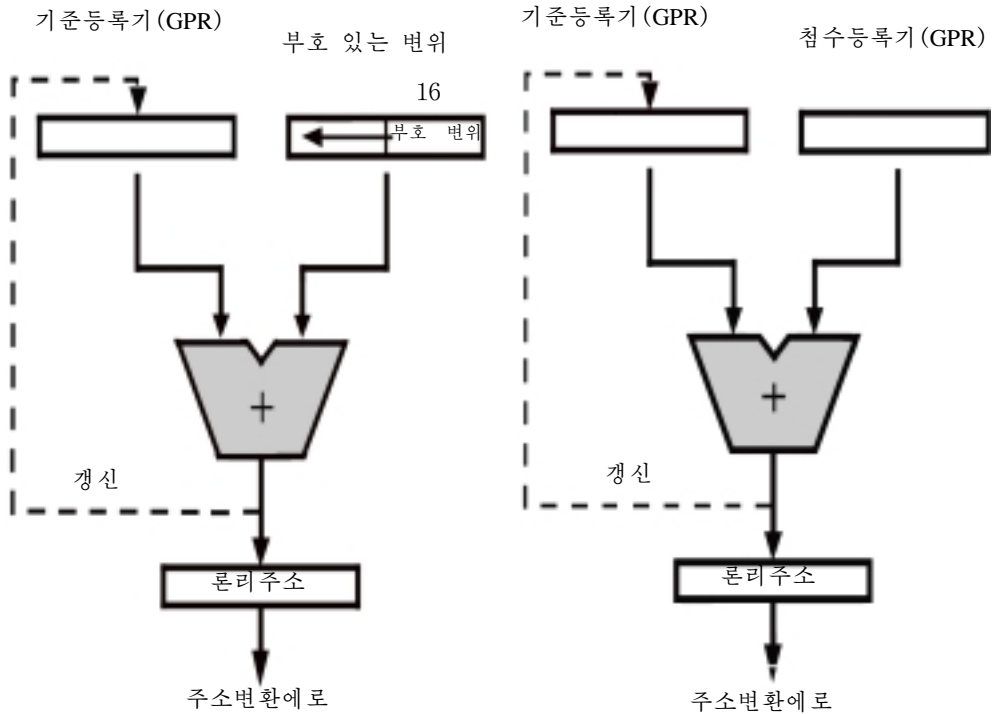 기준등록기(GPR)
부호 있는 변위
16
부호 변위
+
갱신
론리주소
주소변환에로
기준등록기(GPR)
첨수등록기(GPR)
+
갱신
론리주소
주소변환에로